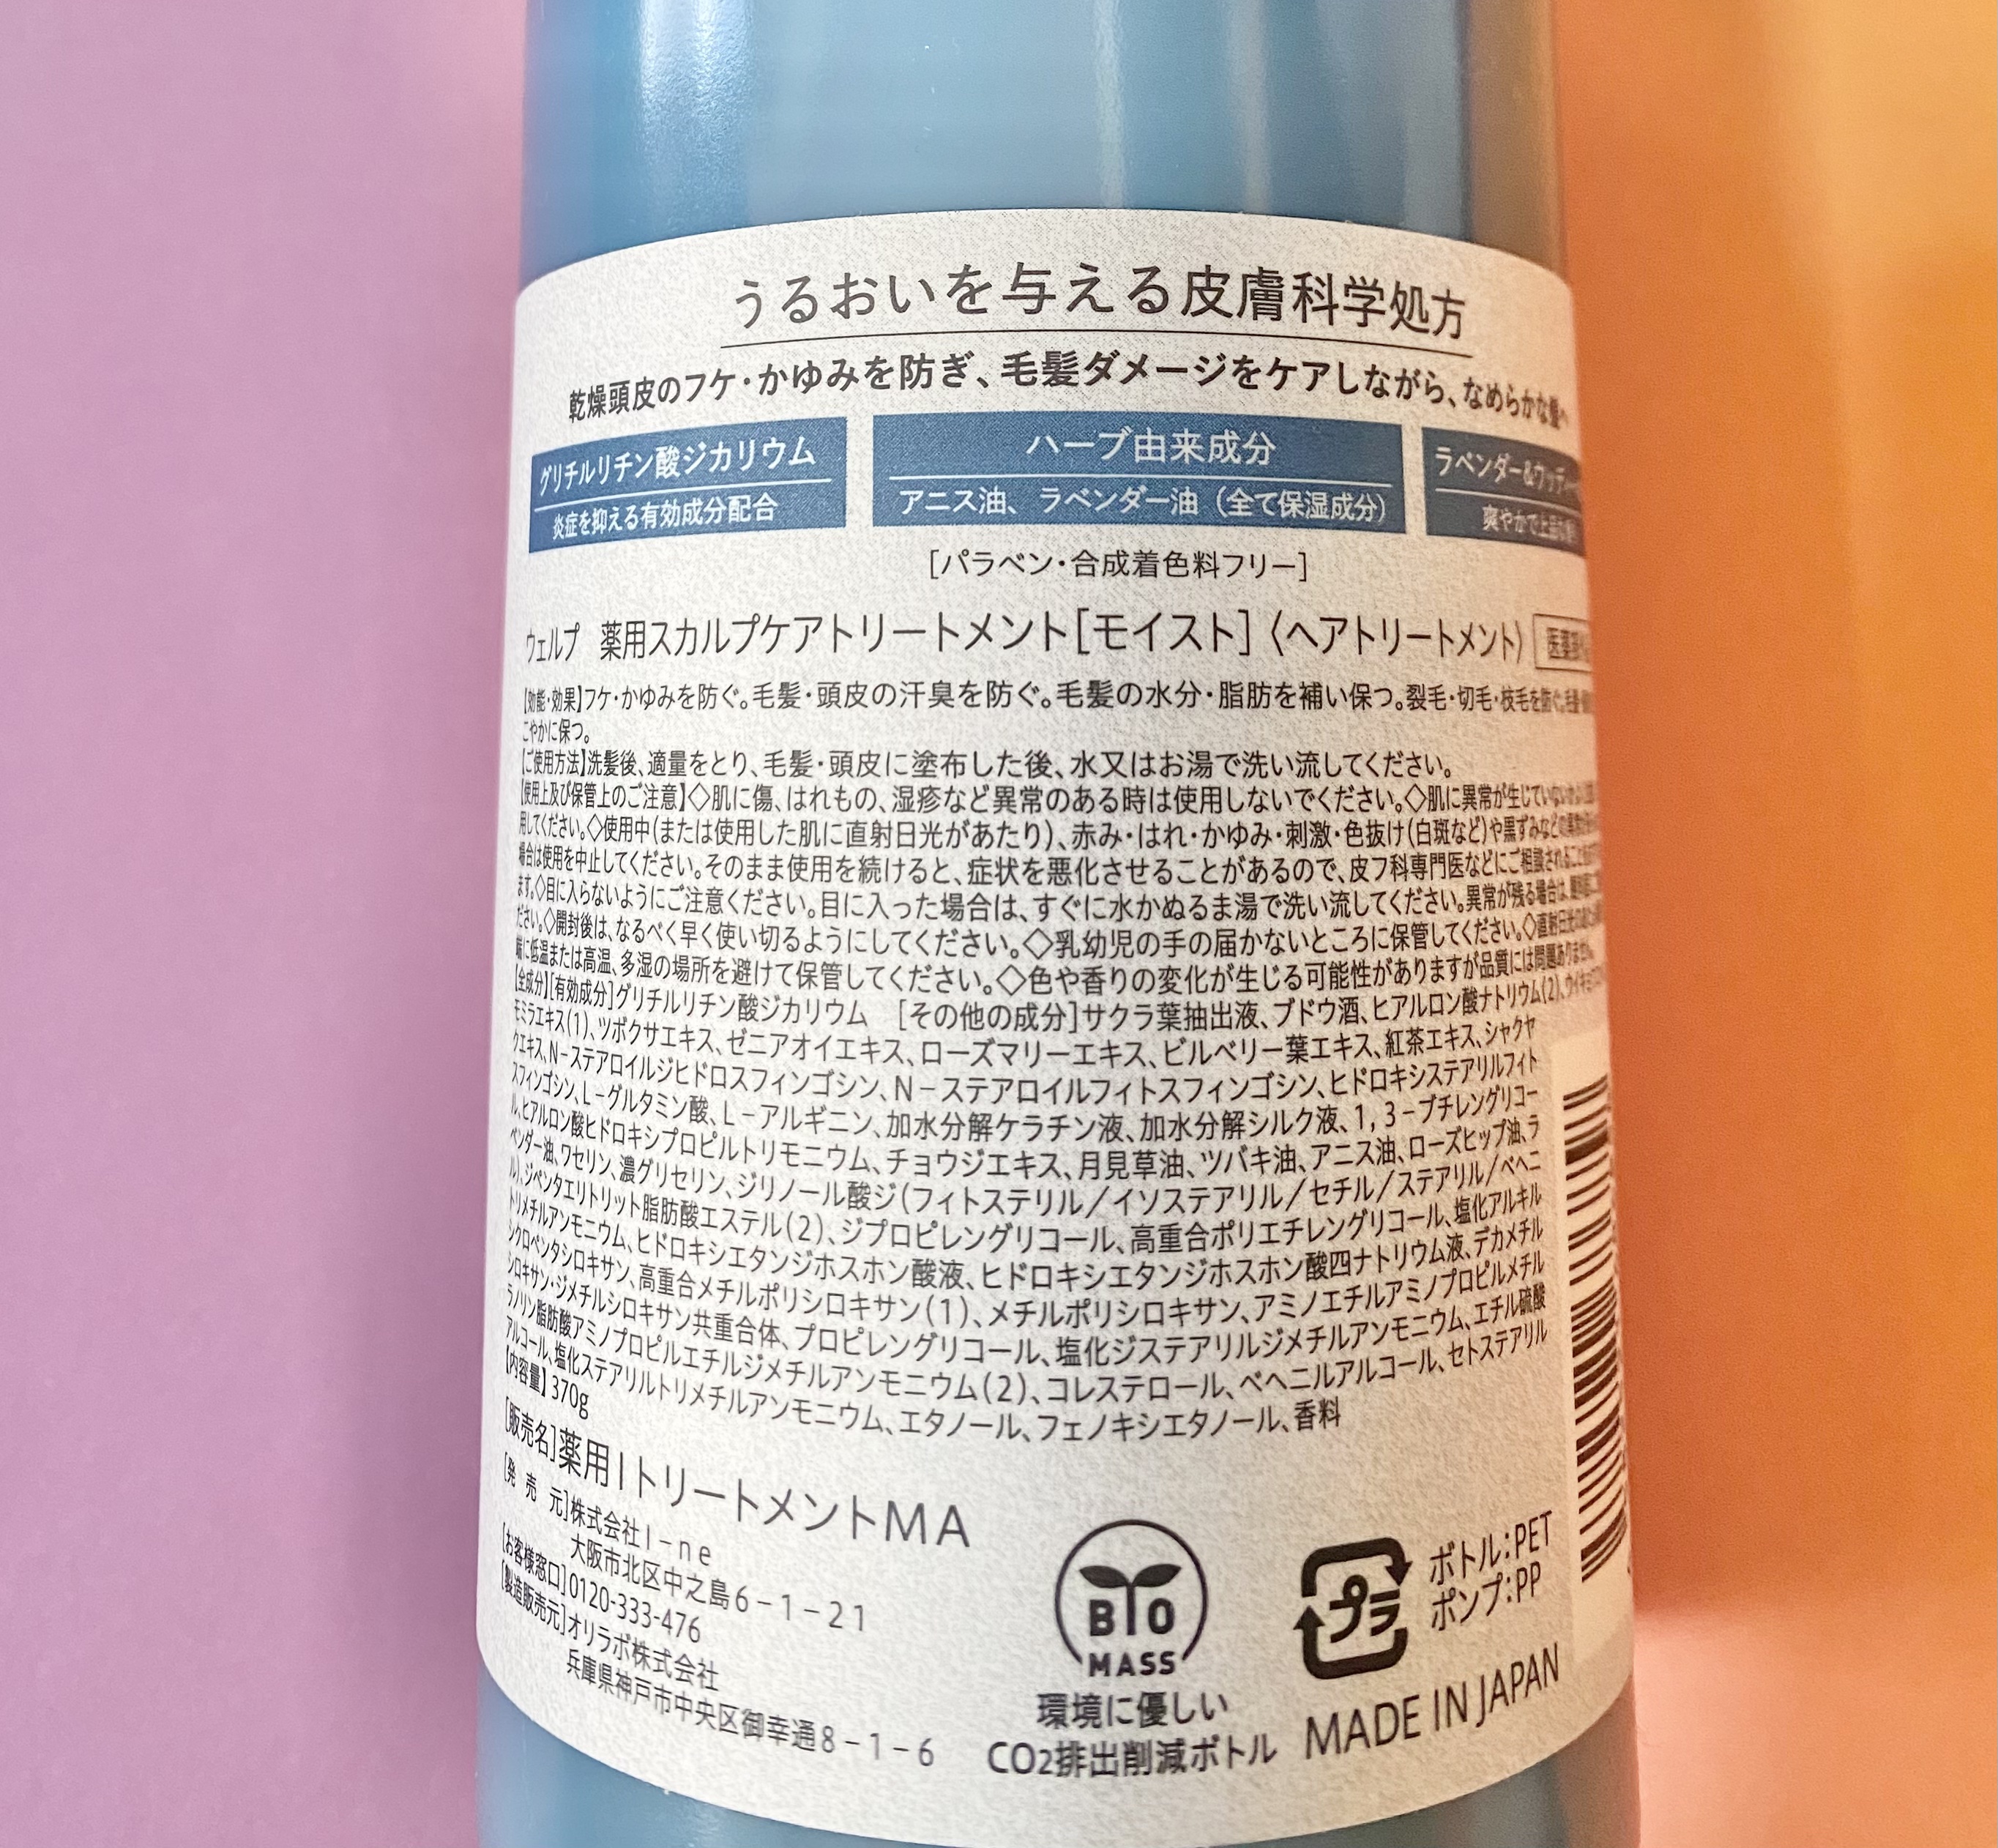 うるおいを与える皮膚科学処方
乾燥頭皮のフケ・かゆみを防ぎ、毛髪ダメージをケアしながら、なめらかな髪へ
グリチルリチン酸ジカリウム
炎症を抑える有効成分配合
ハーブ由来成分
アニス油、ラベンダー油（全て保湿成分）
ラベンダー&ウッディー
爽やかで上品な
[パラベン・合成着色料フリー]
ウェルプ 薬用スカルプケアトリートメント[モイスト]〈ヘアトリートメント〉
【効能・効果】フケ・かゆみを防ぐ。毛髪・頭皮の汗臭を防ぐ。毛髪の水分・脂肪を補い保つ。裂毛・切毛・枝毛を防ぐ。
こやかに保つ。
【ご使用方法】洗髪後、適量をとり、毛髪・頭皮に塗布した後、水又はお湯で洗い流してください。
【使用上及び保管上のご注意】◇肌に傷、はれもの、湿疹など異常のある時は使用しないでください。◇肌に異常が生じていないか
用してください。◇使用中(または使用した肌に直射日光があたり)、赤み・はれ・かゆみ・刺激・色抜け(白斑など)や黒ずみなどの
場合は使用を中止してください。そのまま使用を続けると、症状を悪化させることがあるので、皮フ科専門医などにご相談されること
ます。◇目に入らないようにご注意ください。目に入った場合は、すぐに水かぬるま湯で洗い流してください。異常が残る場合は、
ださい。◇開封後は、なるべく早く使い切るようにしてください。◇乳幼児の手の届かないところに保管してください。◇直射日光
端に低温または高温、多湿の場所を避けて保管してください。◇色や香りの変化が生じる可能性がありますが品質には問題ありません。
【全成分】[有効成分]グリチルリチン酸ジカリウム [その他の成分]サクラ葉抽出液、ブドウ酒、ヒアルロン酸ナトリウム(2)、
モミラエキス(1)、ツボクサエキス、ゼニアオイエキス、ローズマリーエキス、ビルベリー葉エキス、紅茶エキス、シャクヤ
クエキス、N－ステアロイルジヒドロスフィンゴシン、N－ステアロイルフィトスフィンゴシン、ヒドロキシステアリルフィト
スフィンゴシン、L－グルタミン酸、L－アルギニン、加水分解ケラチン液、加水分解シルク液、1，3－ブチレングリコー
ル、ヒアルロン酸ヒドロキシプロピルトリモニウム、チョウジエキス、月見草油、ツバキ油、アニス油、ローズヒップ油、ラ
ベンダー油、ワセリン、濃グリセリン、ジリノール酸ジ(フィトステリル／イソステアリル／セチル／ステアリル／ベヘニ
ル)、ジペンタエリトリット脂肪酸エステル(2)、ジプロピレングリコール、高重合ポリエチレングリコール、塩化アルキル
トリメチルアンモニウム、ヒドロキシエタンジホスホン酸液、ヒドロキシエタンジホスホン酸四ナトリウム液、デカメチル
シクロペンタシロキサン、高重合メチルポリシロキサン(1)、メチルポリシロキサン、アミノエチルアミノプロピルメチル
シロキサン・ジメチルシロキサン共重合体、プロピレングリコール、塩化ジステアリルジメチルアンモニウム、エチル硫酸
ラノリン脂肪酸アミノプロピルエチルジメチルアンモニウム(2)、コレステロール、ベヘニルアルコール、セトステアリル
アルコール、塩化ステアリルトリメチルアンモニウム、エタノール、フェノキシエタノール、香料
【内容量】370g
[販売名]薬用IトリートメントMA
[発 売 元]株式会社I-ne
大阪市北区中之島6－1－21
[お客様窓口]0120-333-476
[製造販売元]オリラボ株式会社
兵庫県神戸市中央区御幸通8－1－6
BIO
MASS
環境に優しい
CO2排出削減ボトル
プラ
ボトル:PET
ポンプ:PP
MADE IN JAPAN